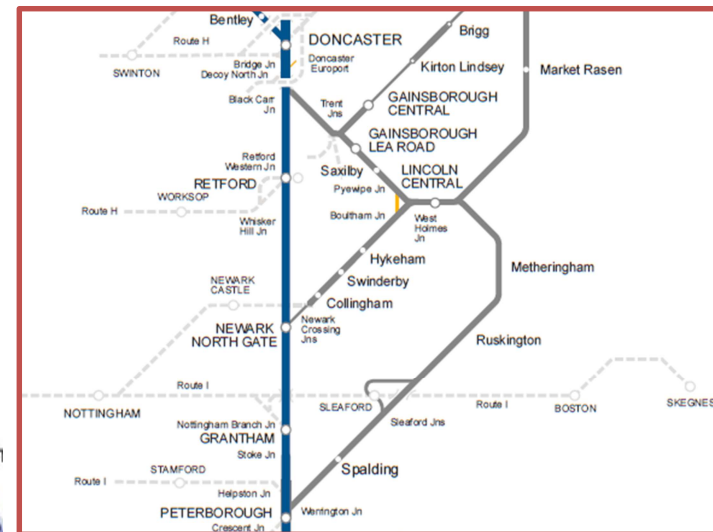 Bentley
Route H
SWINTON
DONCASTER
Bridge Jn
Decoy North Jn
Doncaster
Europort
Black Carr
Jn
Brigg
Kirton Lindsey
Market Rasen
Trent
Jns
GAINSBOROUGH
CENTRAL
GAINSBOROUGH
LEA ROAD
Retford
Western Jn
RETFORD
WORKSOP
Route H
Whisker
Hill Jn
Saxilby
Pyewipe Jn
LINCOLN
CENTRAL
Boultham Jn
West
Holmes
Jn
Hykeham
Swinderby
Collingham
Metheringham
NEWARK
CASTLE
NEWARK
NORTH GATE
Newark
Crossing
Jns
Ruskington
Route I
NOTTINGHAM
SLEAFORD
Route I
BOSTON
SKEGNES
Sleaford Jns
Nottingham Branch Jn
GRANTHAM
Stoke Jn
STAMFORD
Route I
Helpston Jn
Spalding
PETERBOROUGH
Werrington Jn
Crescent Jn